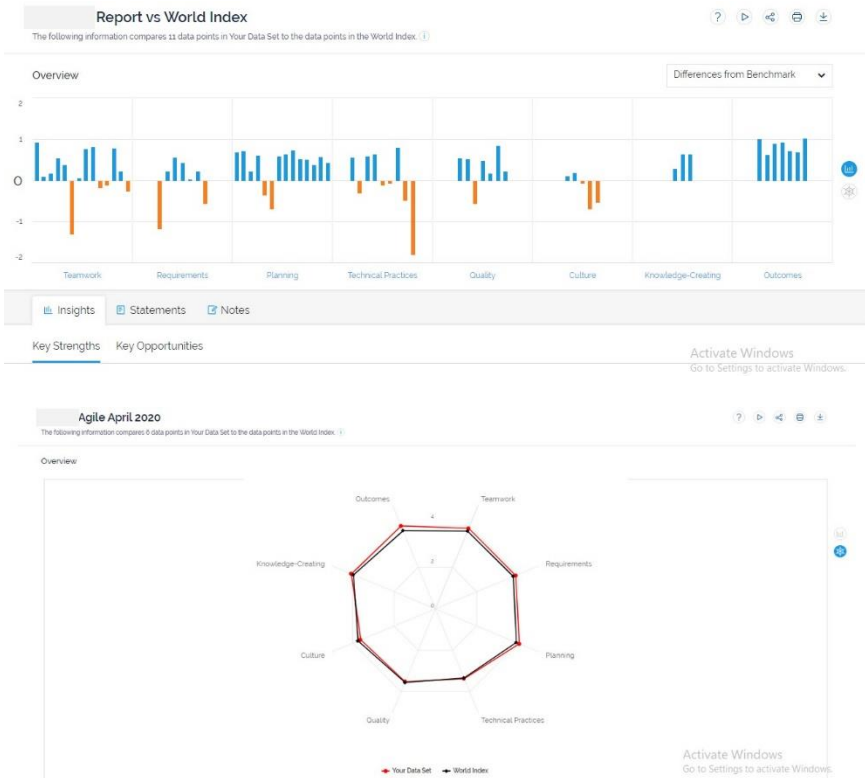 Report vs World Index
The following information compares 11 data points in Your Data Set to the data points in the World Index. i
?
Overview
Differences from Benchmark
2
1
0
-1
-2
Teamwork Requirements Planning Technical Practices Quality Culture Knowledge-Creating Outcomes
Insights Statements Notes
Key Strengths Key Opportunities
Activate Windows
Go to Settings to activate Windows.
Agile April 2020
The following information compares 6 data points in Your Data Set to the data points in the World Index. i
?
Overview
Outcomes Teamwork
4
Knowledge-Creating 2 Requirements
0
Culture Planning
Quality Technical Practices
Your Data Set World Index
Activate Windows
Go to Settings to activate Windows.